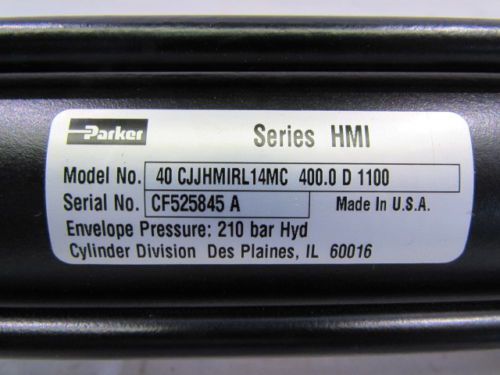 Parker Series HMI
Model No. 40 CJJHMIRL14MC 400.0 D 1100
Serial No. CF525845 A Made In U.S.A.
Envelope Pressure: 210 bar Hyd
Cylinder Division Des Plaines, IL 60016